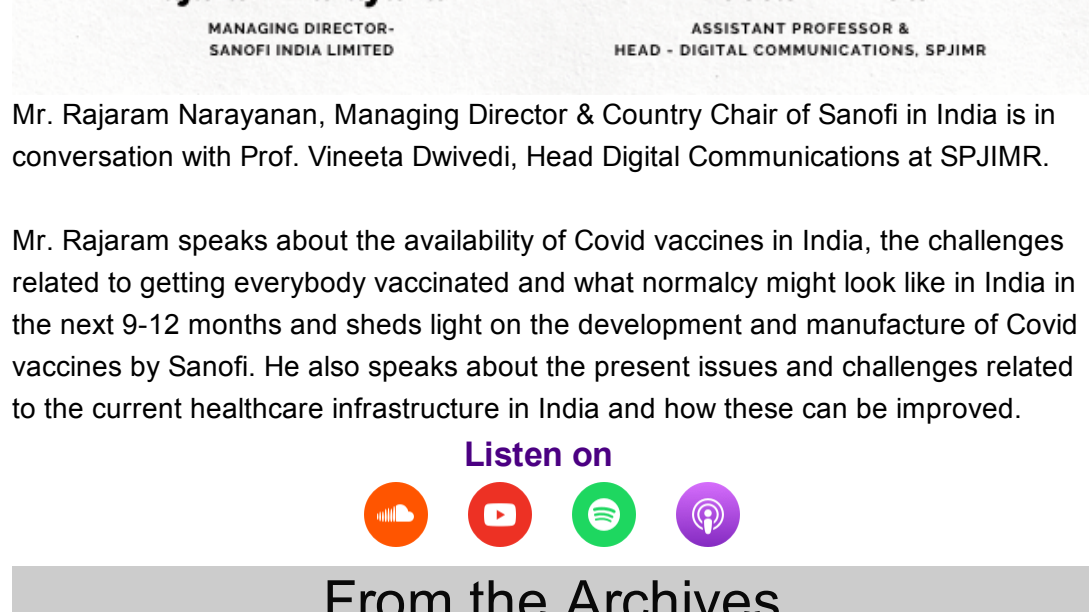 MANAGING DIRECTOR-
SANOFI INDIA LIMITED
ASSISTANT PROFESSOR &
HEAD - DIGITAL COMMUNICATIONS, SPJIMR
Mr. Rajaram Narayanan, Managing Director & Country Chair of Sanofi in India is in
conversation with Prof. Vineeta Dwivedi, Head Digital Communications at SPJIMR.
Mr. Rajaram speaks about the availability of Covid vaccines in India, the challenges
related to getting everybody vaccinated and what normalcy might look like in India in
the next 9-12 months and sheds light on the development and manufacture of Covid
vaccines by Sanofi. He also speaks about the present issues and challenges related
to the current healthcare infrastructure in India and how these can be improved.
Listen on
From the Archives